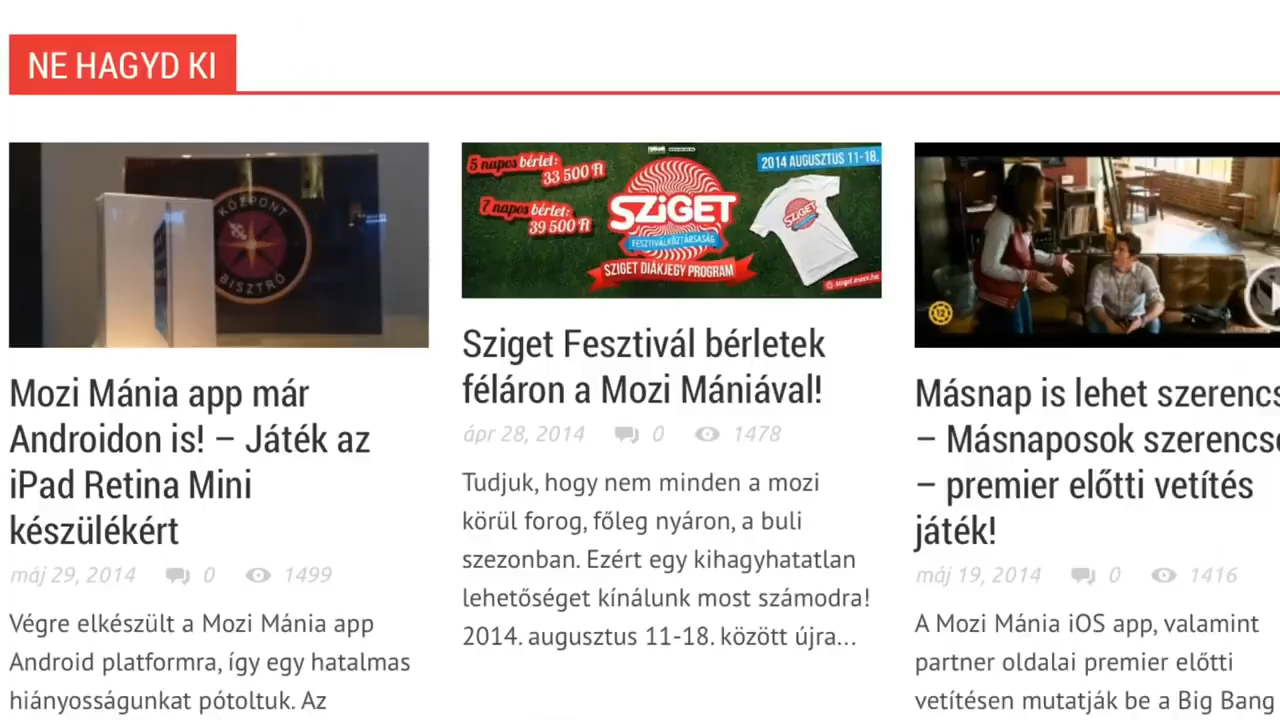 NE HAGYD KI
KÖZPONT
BISZTRÓ
Mozi Mánia app már
Androidon is! – Játék az
iPad Retina Mini
készülékért
máj 29, 2014 0 1499
Végre elkészült a Mozi Mánia app
Android platformra, így egy hatalmas
hiányosságunkat pótoltuk. Az
5 napos bérlet:
33 500 Ft
7 napos bérlet:
39 500 Ft
SZIGET
FESZTIVÁLKÖZTÁRSASÁG
SZIGET DIÁKJEGY PROGRAM
2014 AUGUSZTUS 11-18.
SZIGET
Sziget Fesztivál bérletek
féláron a Mozi Mániával!
ápr 28, 2014 0 1478
Tudjuk, hogy nem minden a mozi
körül forog, főleg nyáron, a buli
szezonban. Ezért egy kihagyhatatlan
lehetőséget kínálunk most számodra!
2014. augusztus 11-18. között újra...
12
Másnap is lehet szerencs
– Másnaposok szerencs
– premier előtti vetítés
játék!
máj 19, 2014 0 1416
A Mozi Mánia iOS app, valamint
partner oldalai premier előtti
vetítésen mutatják be a Big Bang